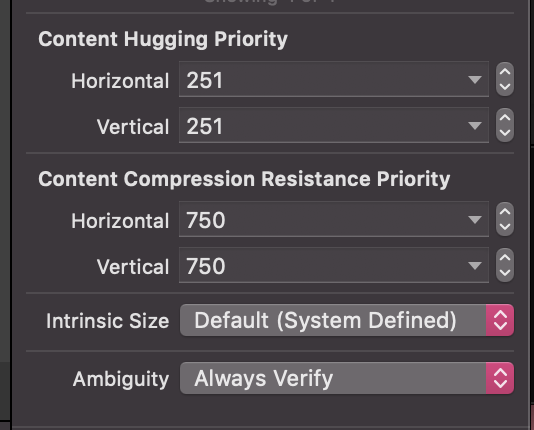 Content Hugging Priority
Horizontal 251
Vertical 251
Content Compression Resistance Priority
Horizontal 750
Vertical 750
Intrinsic Size Default (System Defined)
Ambiguity Always Verify